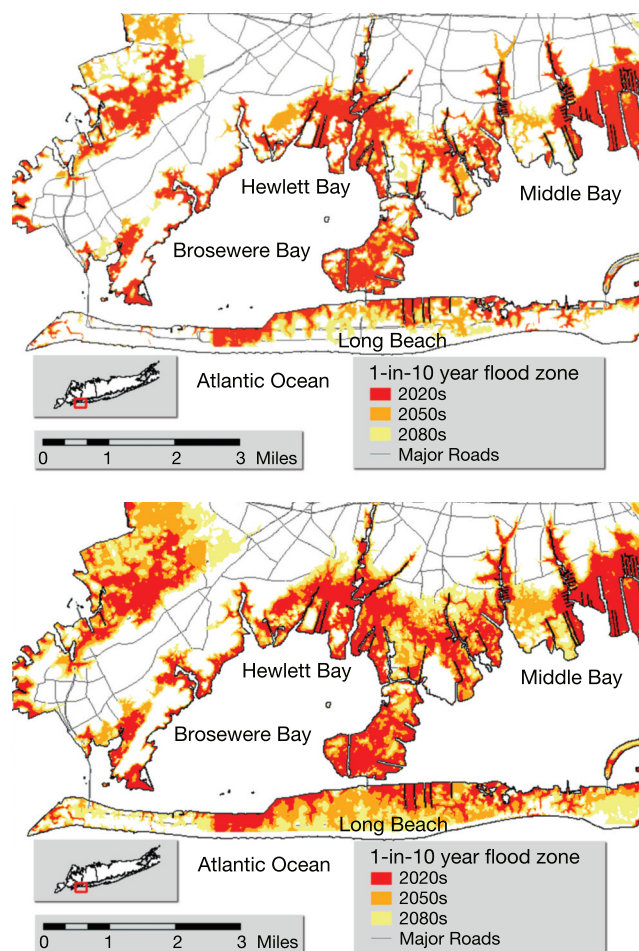 Hewlett Bay
Middle Bay
Brosewere Bay
Long Beach
Atlantic Ocean
1-in-10 year flood zone
2020s
2050s
2080s
Major Roads
0 1 2 3 Miles
Hewlett Bay
Middle Bay
Brosewere Bay
Long Beach
Atlantic Ocean
1-in-10 year flood zone
2020s
2050s
2080s
Major Roads
0 1 2 3 Miles